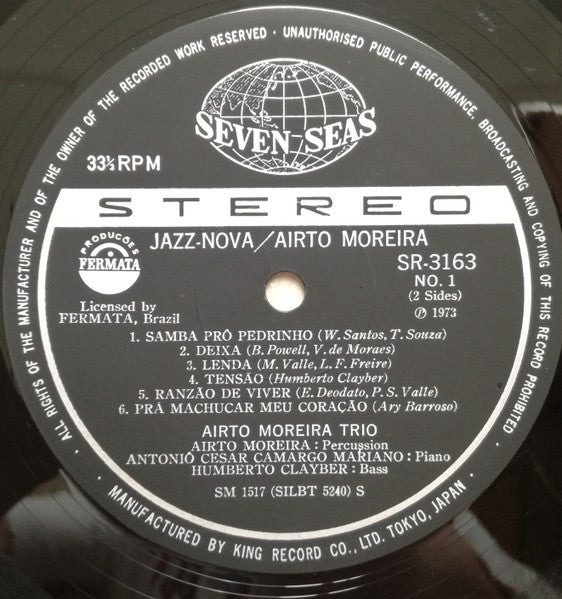 ALL RIGHTS OF THE MANUFACTURER AND OF THE OWNER OF THE RECORDED WORK RESERVED · UNAUTHORISED PUBLIC PERFORMANCE, BROADCASTING AND COPYING OF THIS RECORD PROHIBITED ·
SEVEN-SEAS
33⅓ RPM
STEREO
JAZZ-NOVA/AIRTO MOREIRA
PRODUCOES
FERMATA
SR-3163
NO. 1
(2 Sides)
Licensed by
FERMATA, Brazil
Ⓟ 1973
1. SAMBA PRÔ PEDRINHO (W. Santos, T. Souza)
2. DEIXA (B. Powell, V. de Moraes)
3. LENDA (M. Valle, L. F. Freire)
4. TENSÃO (Humberto Clayber)
5. RANZÃO DE VIVER (E. Deodato, P. S. Valle)
6. PRÁ MACHUCAR MEU CORAÇÃO (Ary Barroso)
AIRTO MOREIRA TRIO
AIRTO MOREIRA : Percussion
ANTONIÔ CESAR CAMARGO MARIANO : Piano
HUMBERTO CLAYBER : Bass
SM 1517 (SILBT 5240) S
MANUFACTURED BY KING RECORD CO., LTD. TOKYO, JAPAN ·